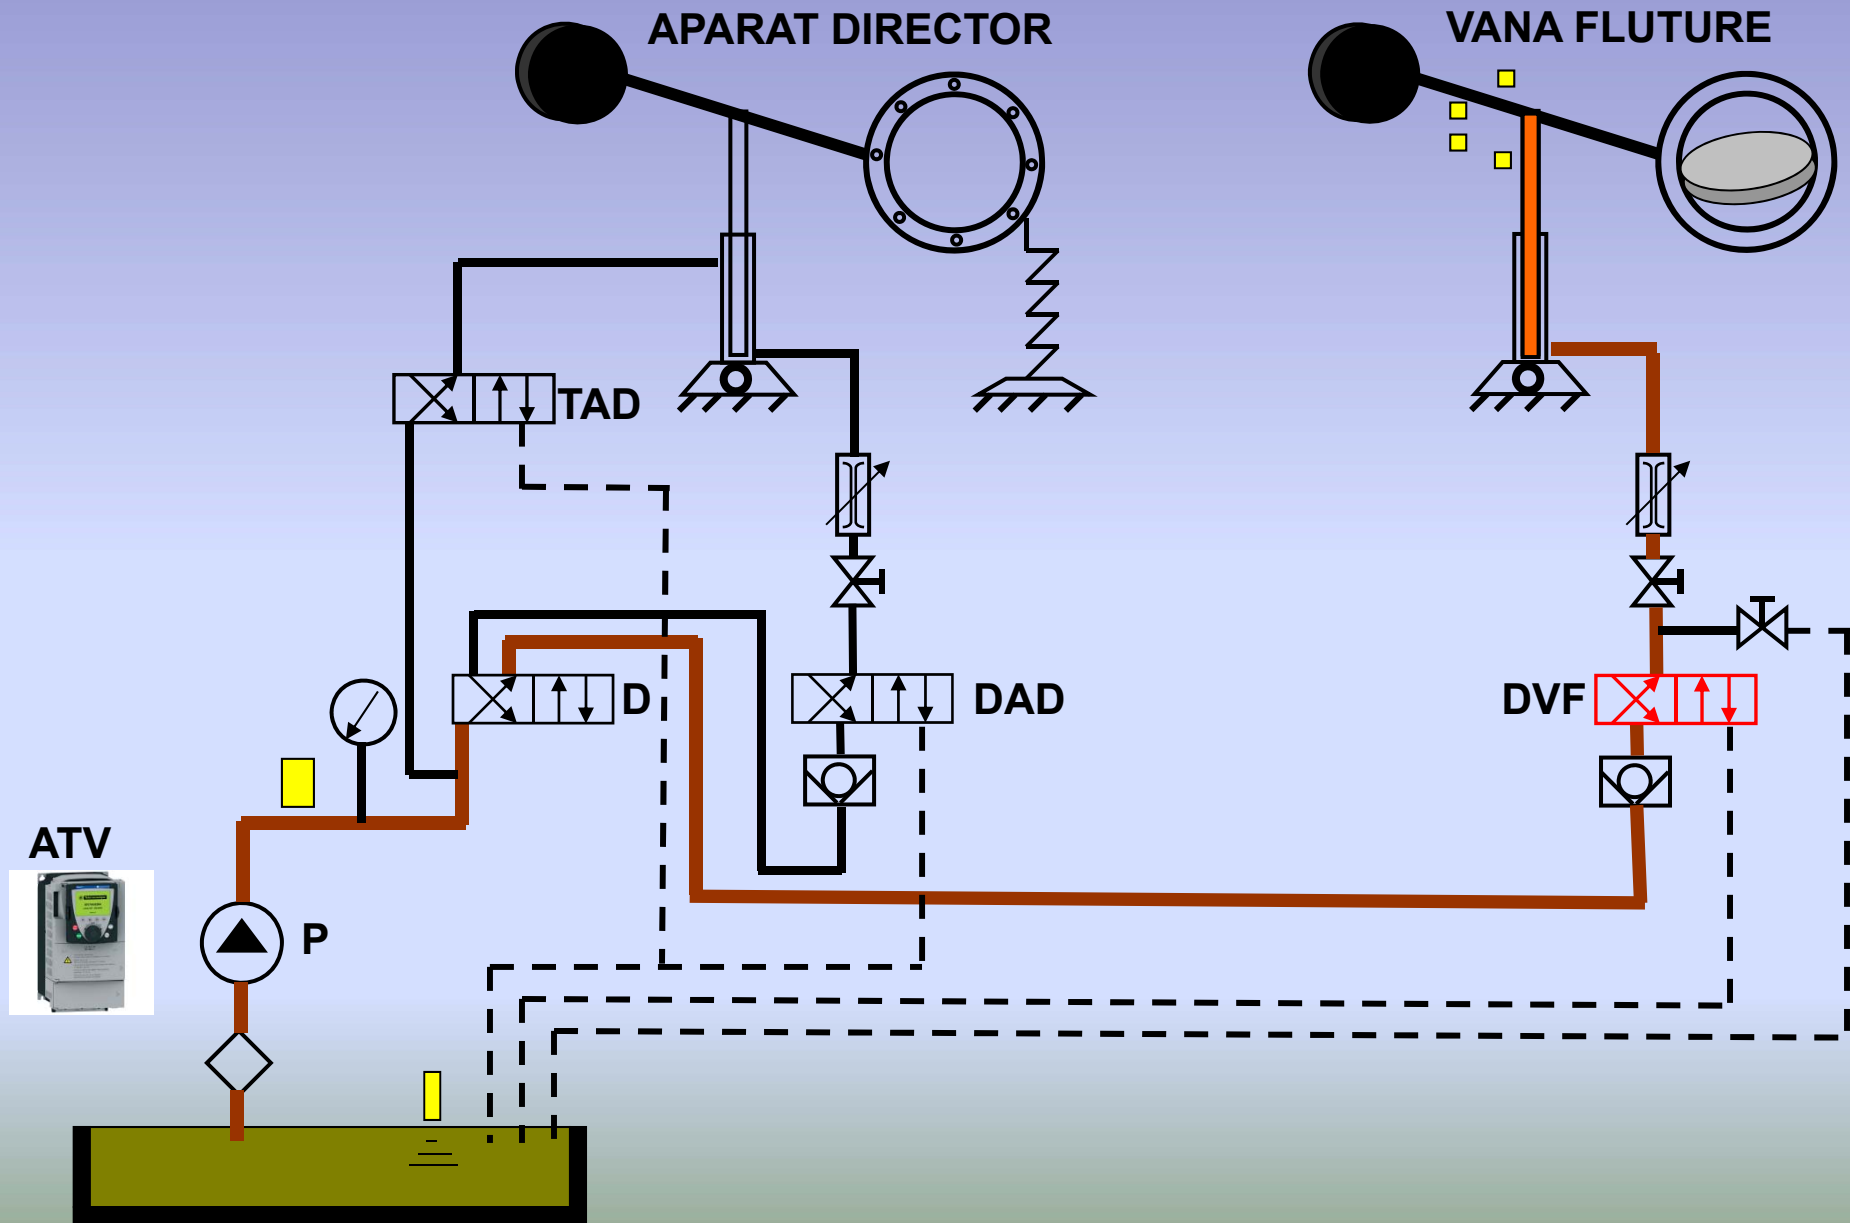 APARAT DIRECTOR
VANA FLUTURE
TAD
D
DAD
DVF
ATV
P